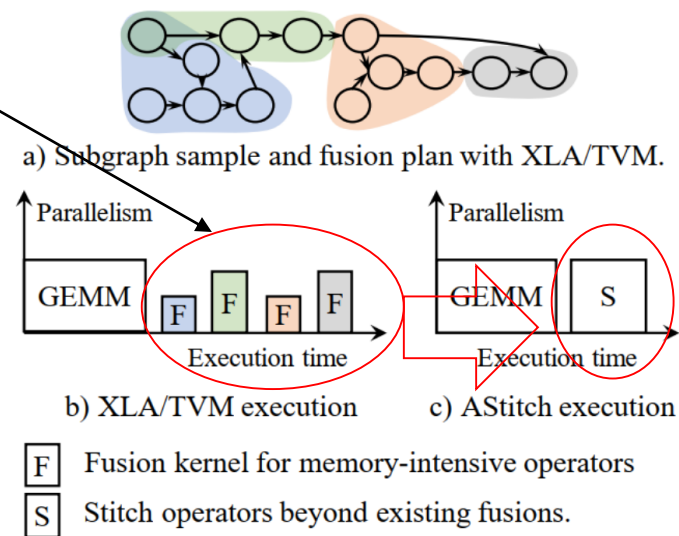 a) Subgraph sample and fusion plan with XLA/TVM.
Parallelism
GEMM
F
F
F
F
Execution time
b) XLA/TVM execution
Parallelism
GEMM
S
Execution time
c) AStitch execution
F Fusion kernel for memory-intensive operators
S Stitch operators beyond existing fusions.